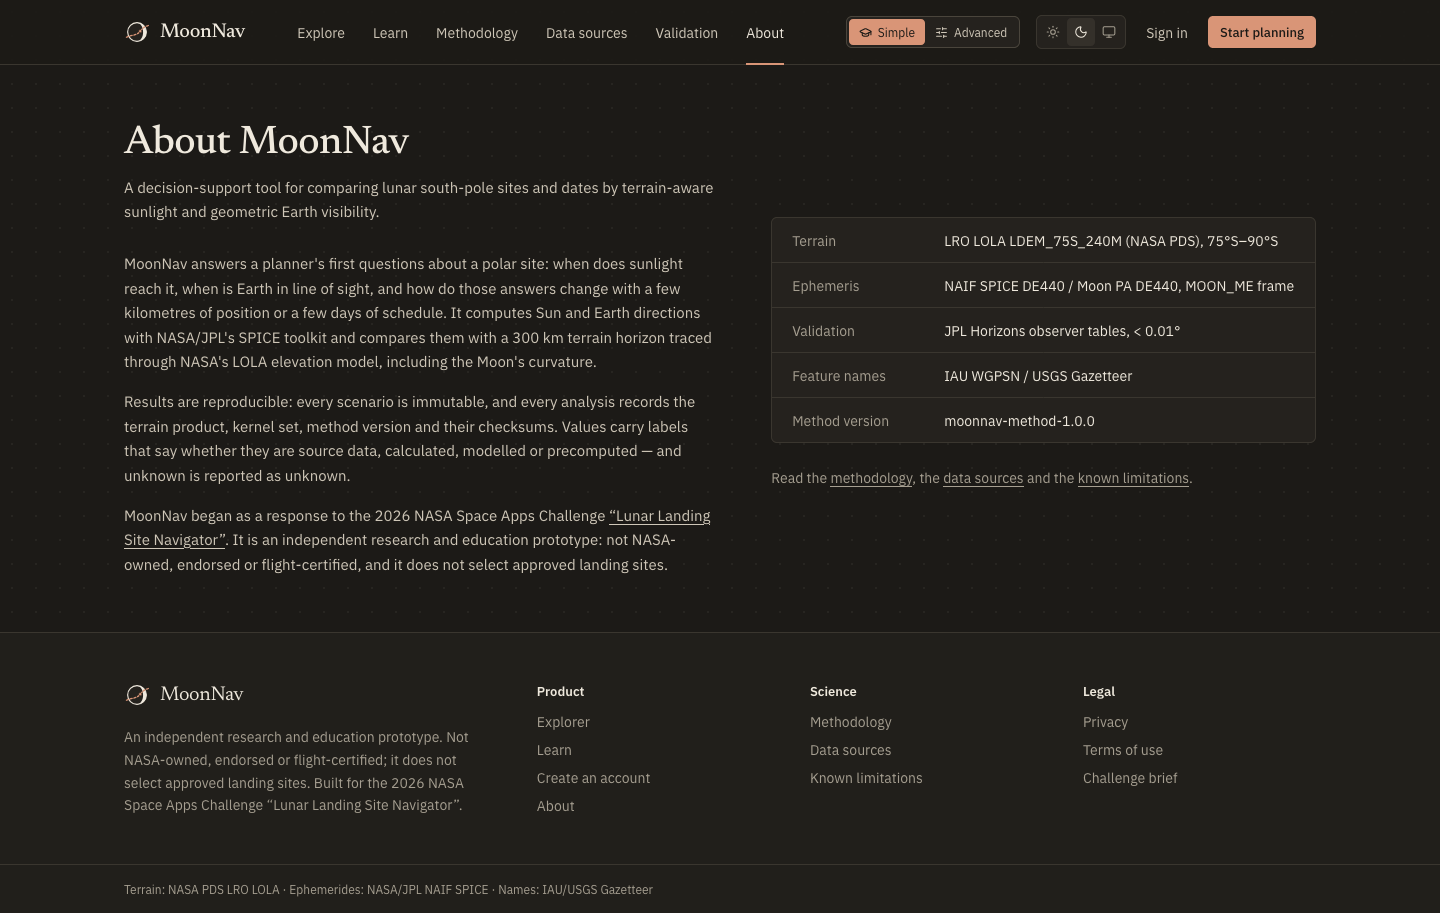 MoonNav
Explore
Learn
Methodology
Data sources
Validation
About
Simple
Advanced
Sign in
Start planning
About MoonNav
A decision-support tool for comparing lunar south-pole sites and dates by terrain-aware
sunlight and geometric Earth visibility.
MoonNav answers a planner's first questions about a polar site: when does sunlight
reach it, when is Earth in line of sight, and how do those answers change with a few
kilometres of position or a few days of schedule. It computes Sun and Earth directions
with NASA/JPL's SPICE toolkit and compares them with a 300 km terrain horizon traced
through NASA's LOLA elevation model, including the Moon's curvature.
Results are reproducible: every scenario is immutable, and every analysis records the
terrain product, kernel set, method version and their checksums. Values carry labels
that say whether they are source data, calculated, modelled or precomputed — and
unknown is reported as unknown.
MoonNav began as a response to the 2026 NASA Space Apps Challenge “Lunar Landing
Site Navigator”. It is an independent research and education prototype: not NASA-
owned, endorsed or flight-certified, and it does not select approved landing sites.
Terrain LRO LOLA LDEM_75S_240M (NASA PDS), 75°S–90°S
Ephemeris NAIF SPICE DE440 / Moon PA DE440, MOON_ME frame
Validation JPL Horizons observer tables, < 0.01°
Feature names IAU WGPSN / USGS Gazetteer
Method version moonnav-method-1.0.0
Read the methodology, the data sources and the known limitations.
MoonNav
An independent research and education prototype. Not
NASA-owned, endorsed or flight-certified; it does not
select approved landing sites. Built for the 2026 NASA
Space Apps Challenge “Lunar Landing Site Navigator”.
Product
Explorer
Learn
Create an account
About
Science
Methodology
Data sources
Known limitations
Legal
Privacy
Terms of use
Challenge brief
Terrain: NASA PDS LRO LOLA · Ephemerides: NASA/JPL NAIF SPICE · Names: IAU/USGS Gazetteer